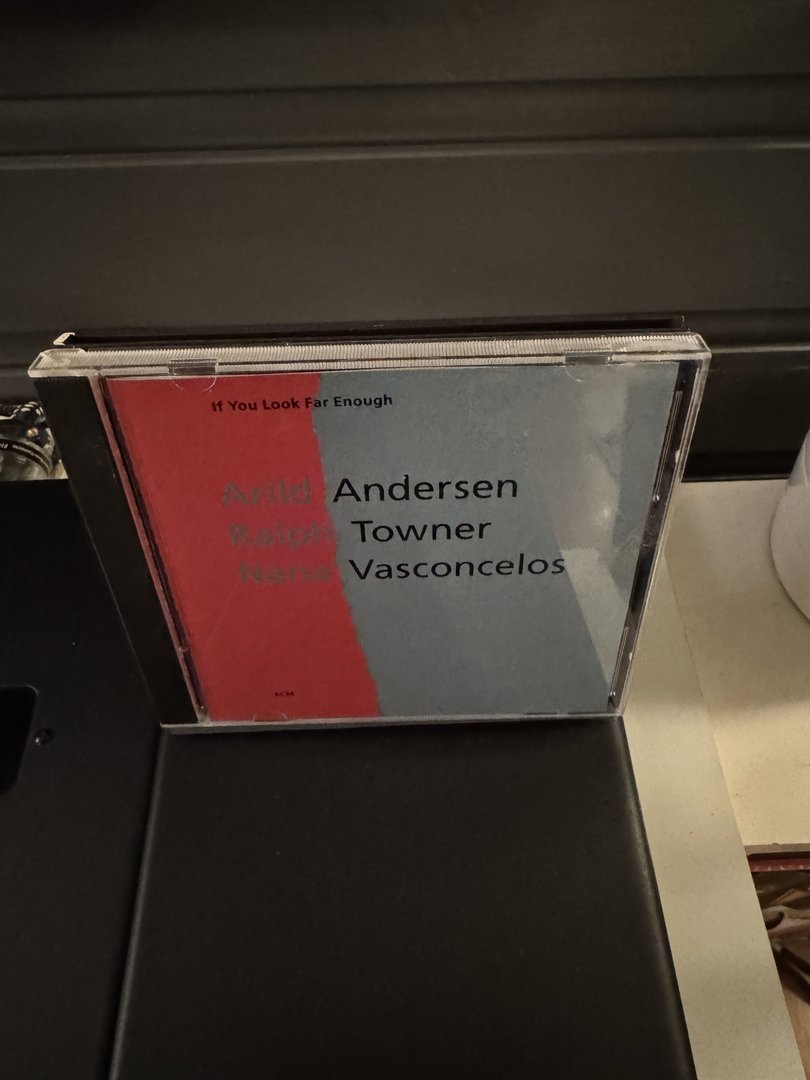 If You Look Far Enough
Arild Andersen
Ralph Towner
Nana Vasconcelos
ECM